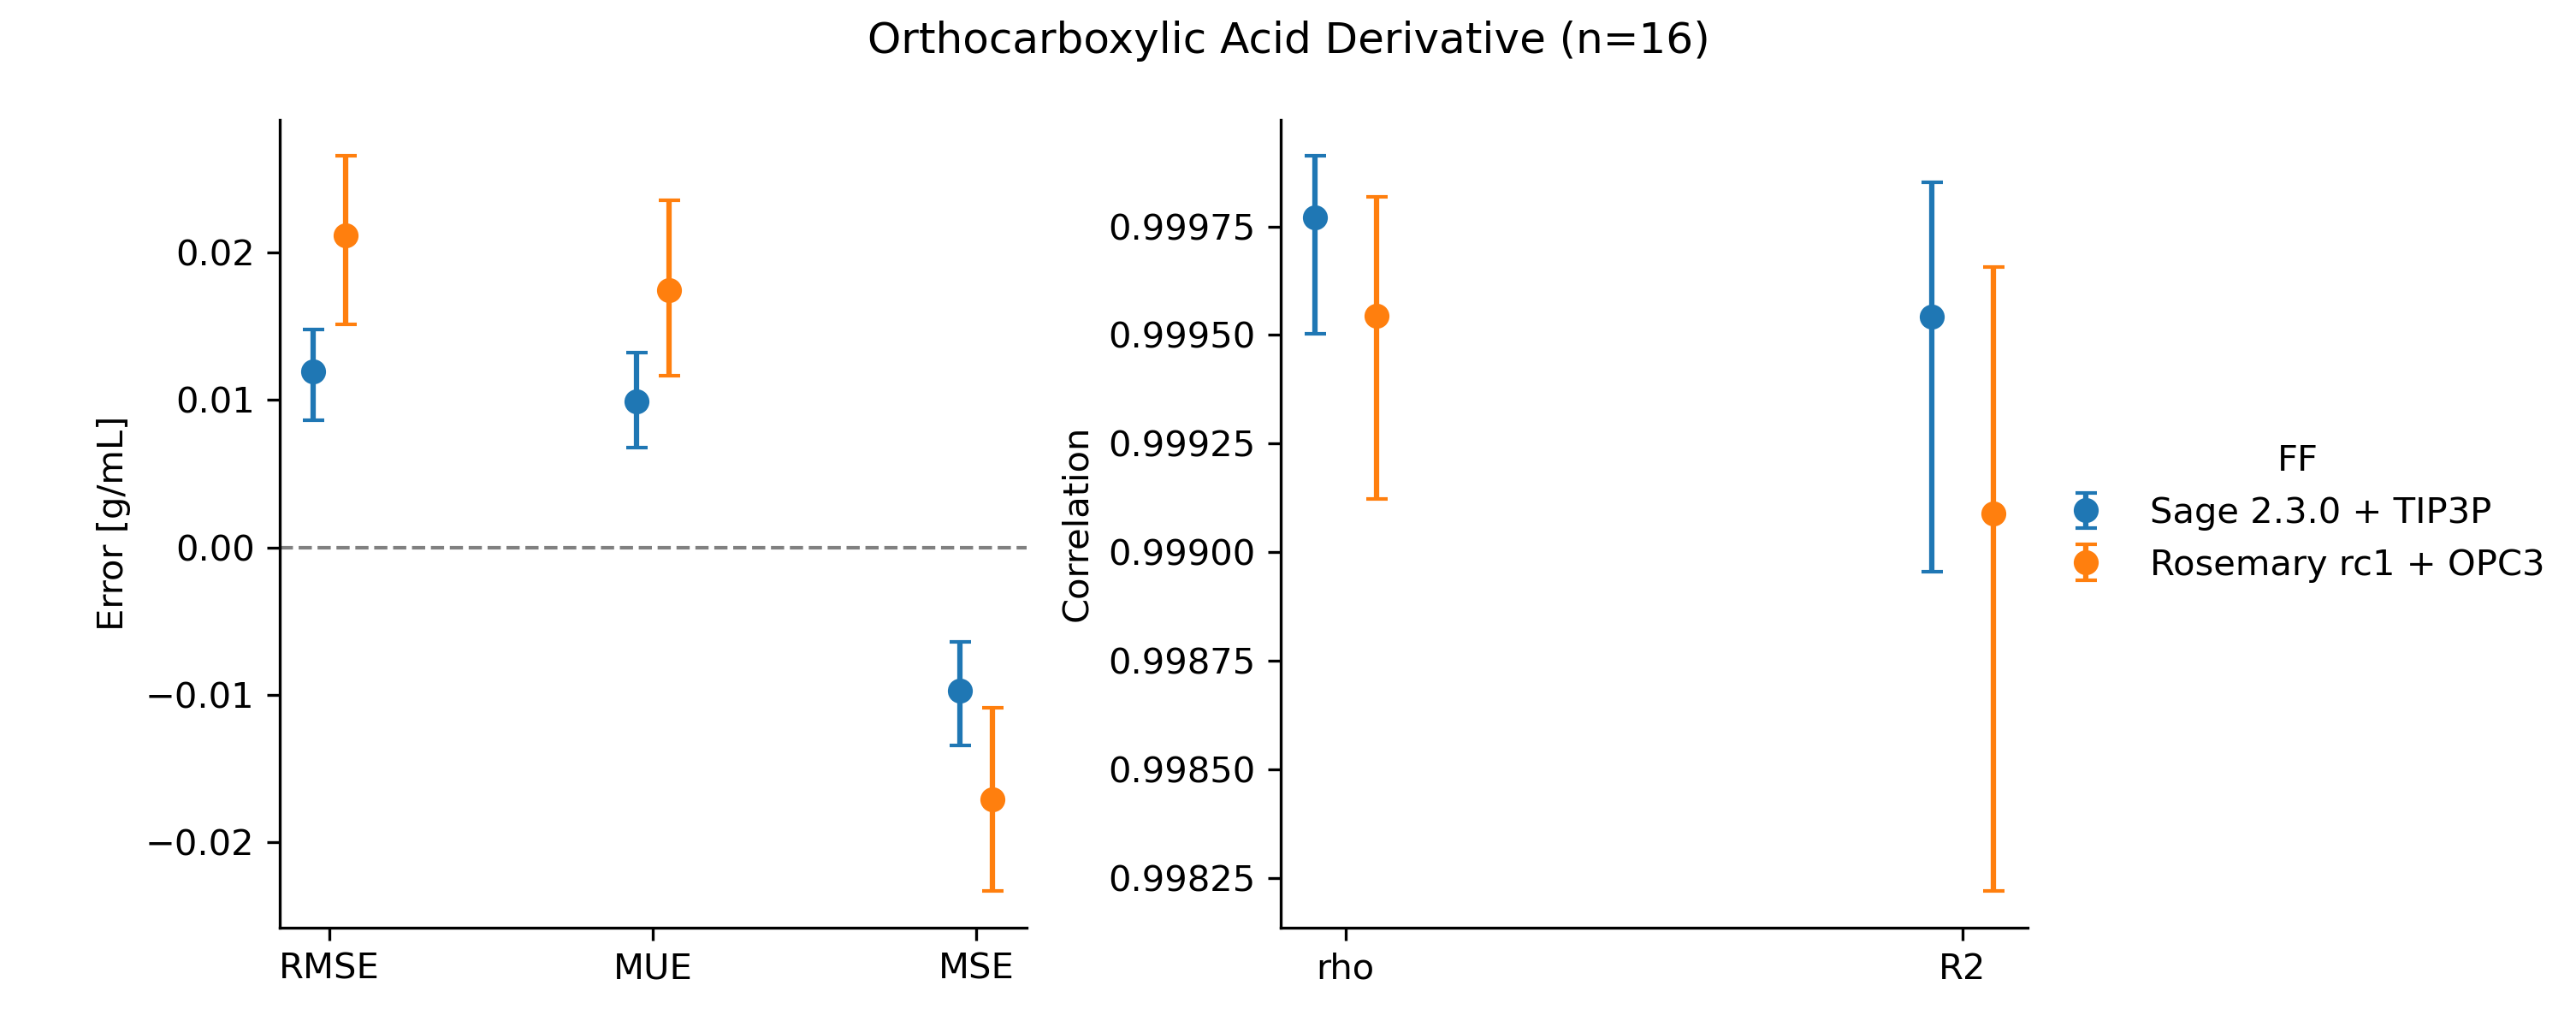 Orthocarboxylic Acid Derivative (n=16)
Error [g/mL]
0.02
0.01
0.00
−0.01
−0.02
RMSE
MUE
MSE
Correlation
0.99975
0.99950
0.99925
0.99900
0.99875
0.99850
0.99825
rho
R2
FF
Sage 2.3.0 + TIP3P
Rosemary rc1 + OPC3